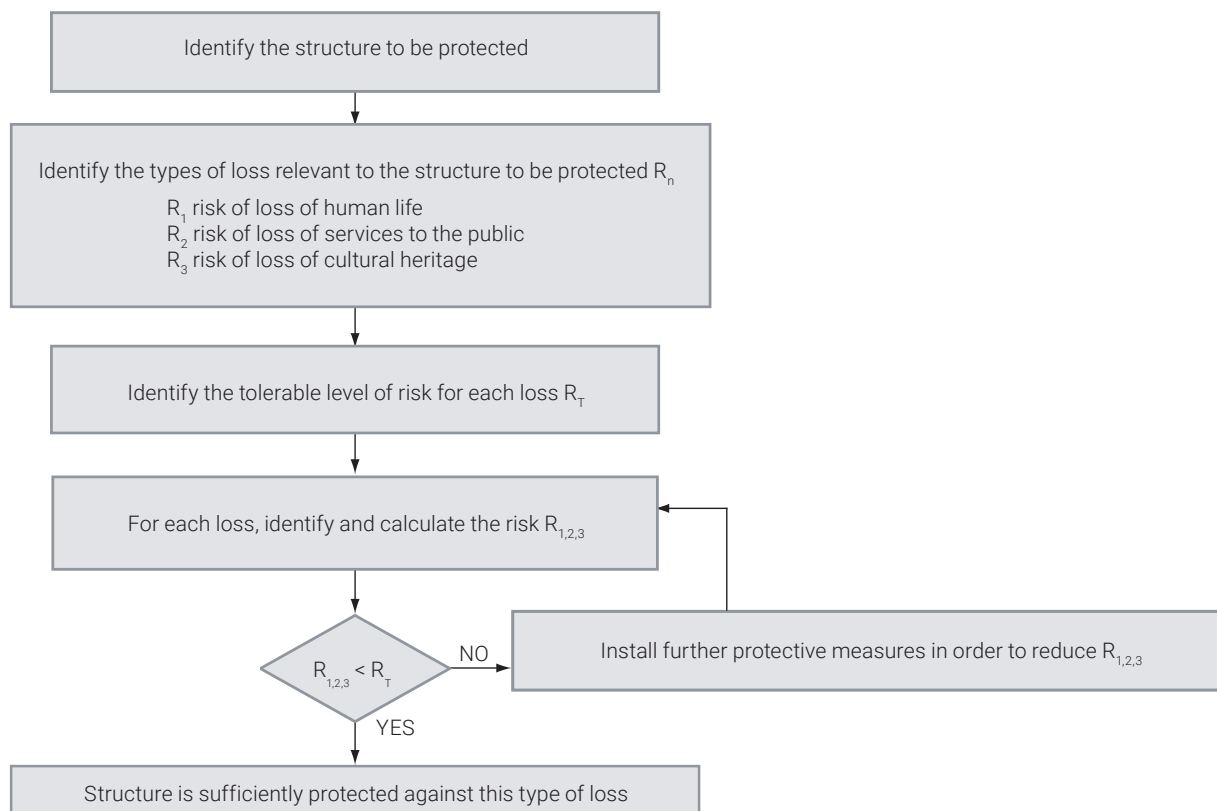 Identify the structure to be protected
Identify the types of loss relevant to the structure to be protected Rₙ
R₁ risk of loss of human life
R₂ risk of loss of services to the public
R₃ risk of loss of cultural heritage
Identify the tolerable level of risk for each loss R_T
For each loss, identify and calculate the risk R₁,₂,₃
R₁,₂,₃ < R_T
NO
Install further protective measures in order to reduce R₁,₂,₃
YES
Structure is sufficiently protected against this type of loss